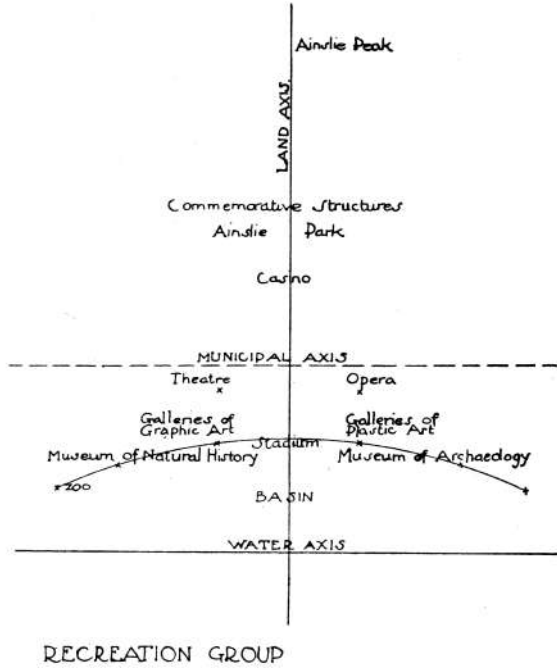 Ainslie Peak
LAND AXIS.
Commemorative Structures
Ainslie Park
Casino
MUNICIPAL AXIS
Theatre
Opera
Galleries of
Graphic Art
Galleries of
Plastic Art
Stadium
Museum of Natural History
Museum of Archaeology
ZOO
BASIN
WATER AXIS
RECREATION GROUP